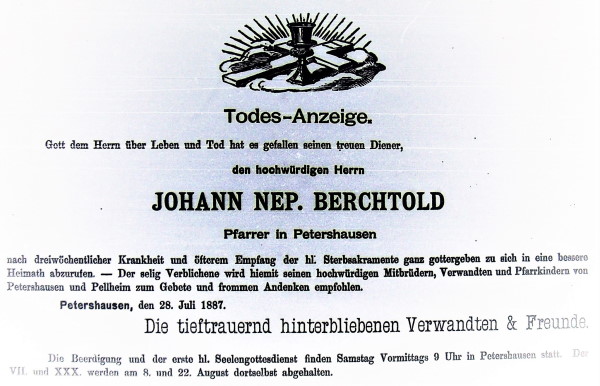 Todes-Anzeige.
Gott dem Herrn über Leben und Tod hat es gefallen seinen treuen Diener,
den hochwürdigen Herrn
JOHANN NEP. BERCHTOLD
Pfarrer in Petershausen
nach dreiwöchentlicher Krankheit und öfterem Empfang der hl. Sterbsakramente ganz gottergeben zu sich in eine bessere
Heimath abzurufen. — Der selig Verblichene wird hiemit seinen hochwürdigen Mitbrüdern, Verwandten und Pfarrkindern von
Petershausen und Pellheim zum Gebete und frommen Andenken empfohlen.
Petershausen, den 28. Juli 1887.
Die tieftrauernd hinterbliebenen Verwandten & Freunde.
Die Beerdigung und der erste hl. Seelengottesdienst finden Samstag Vormittags 9 Uhr in Petershausen statt. Der
VII. und XXX. werden am 8. und 22. August dortselbst abgehalten.